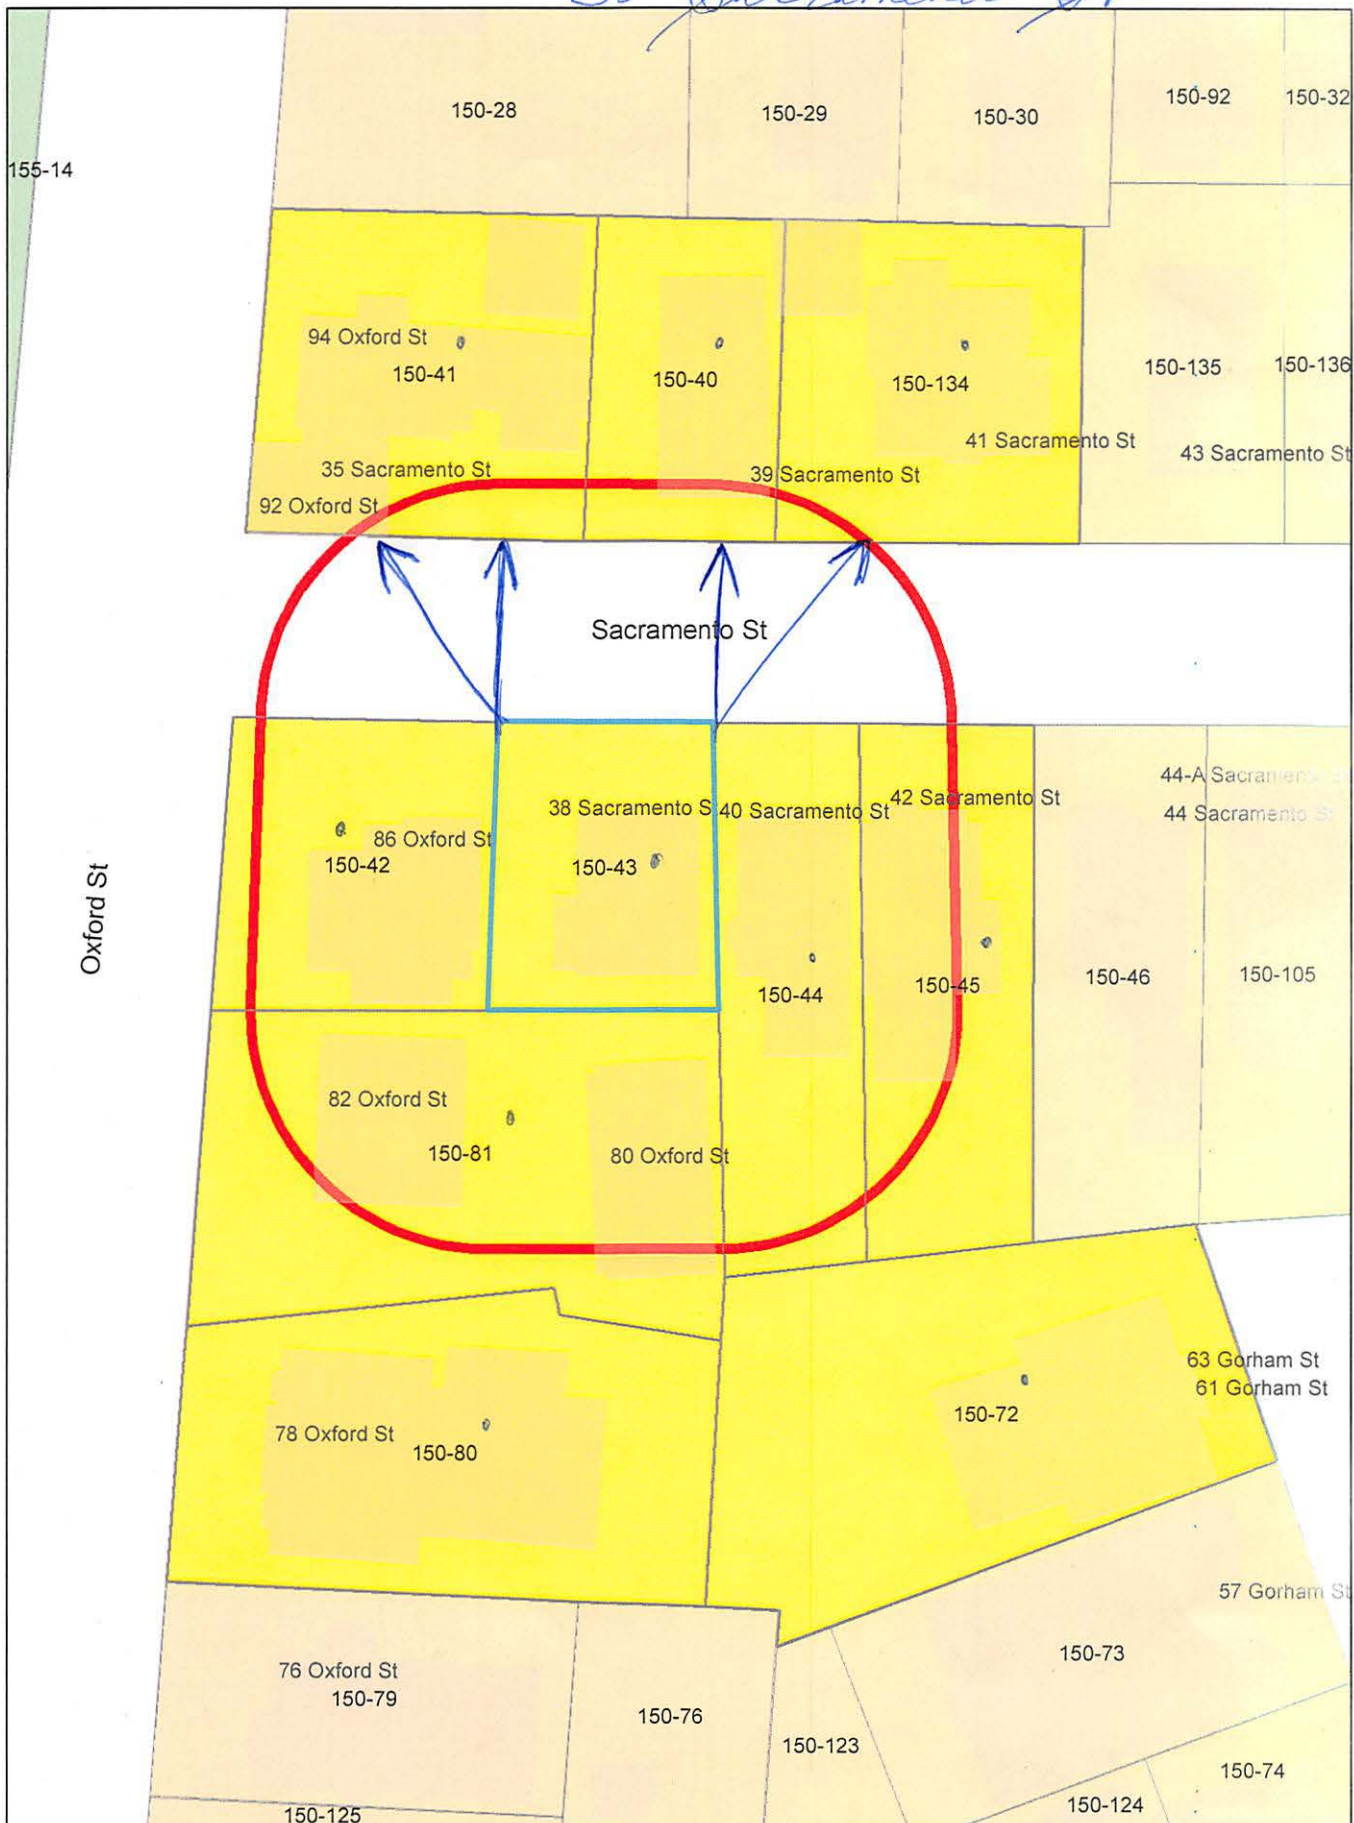 38 Sacramento St
150-28
150-29
150-30
150-92
150-32
155-14
94 Oxford St
150-41
150-40
150-134
150-135
150-136
41 Sacramento St
43 Sacramento St
35 Sacramento St
39 Sacramento St
92 Oxford St
Sacramento St
44-A Sacramento
44 Sacramento St
38 Sacramento St
40 Sacramento St
42 Sacramento St
86 Oxford St
150-42
150-43
150-44
150-45
150-46
150-105
Oxford St
82 Oxford St
150-81
80 Oxford St
63 Gorham St
61 Gorham St
150-72
78 Oxford St
150-80
57 Gorham St
150-73
76 Oxford St
150-79
150-76
150-123
150-74
150-124
150-125